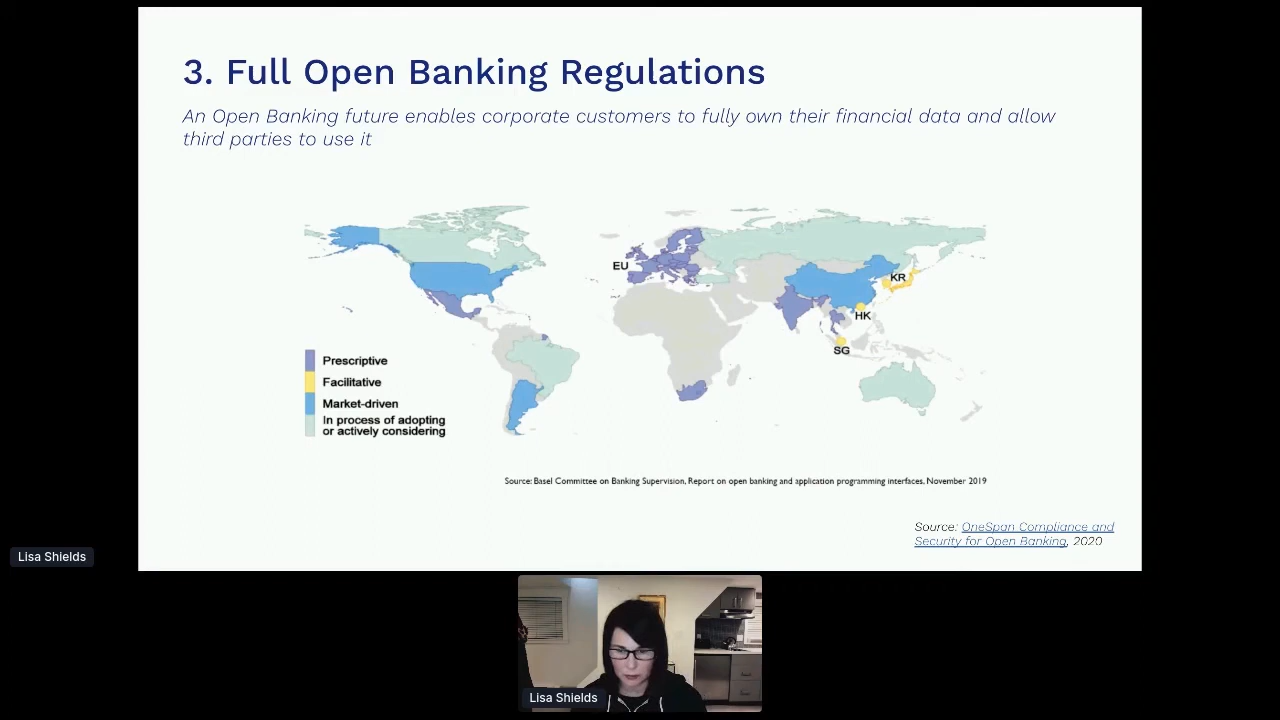 3. Full Open Banking Regulations
An Open Banking future enables corporate customers to fully own their financial data and allow
third parties to use it
EU
KR
HK
SG
Prescriptive
Facilitative
Market-driven
In process of adopting
or actively considering
Source: Basel Committee on Banking Supervision, Report on open banking and application programming interfaces, November 2019
Source: OneSpan Compliance and
Security for Open Banking, 2020
Lisa Shields
Lisa Shields